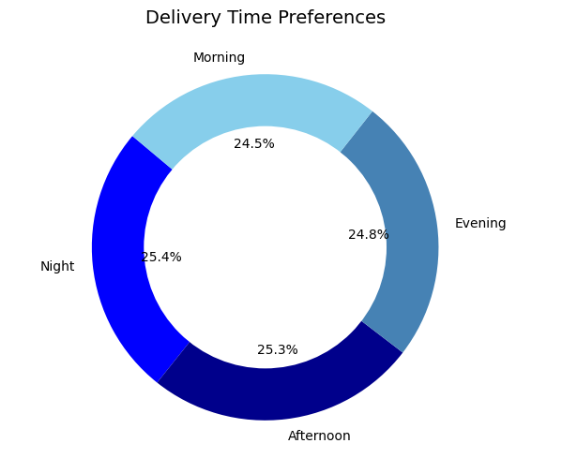 Delivery Time Preferences
Morning
24.5%
Evening
24.8%
Night
25.4%
25.3%
Afternoon